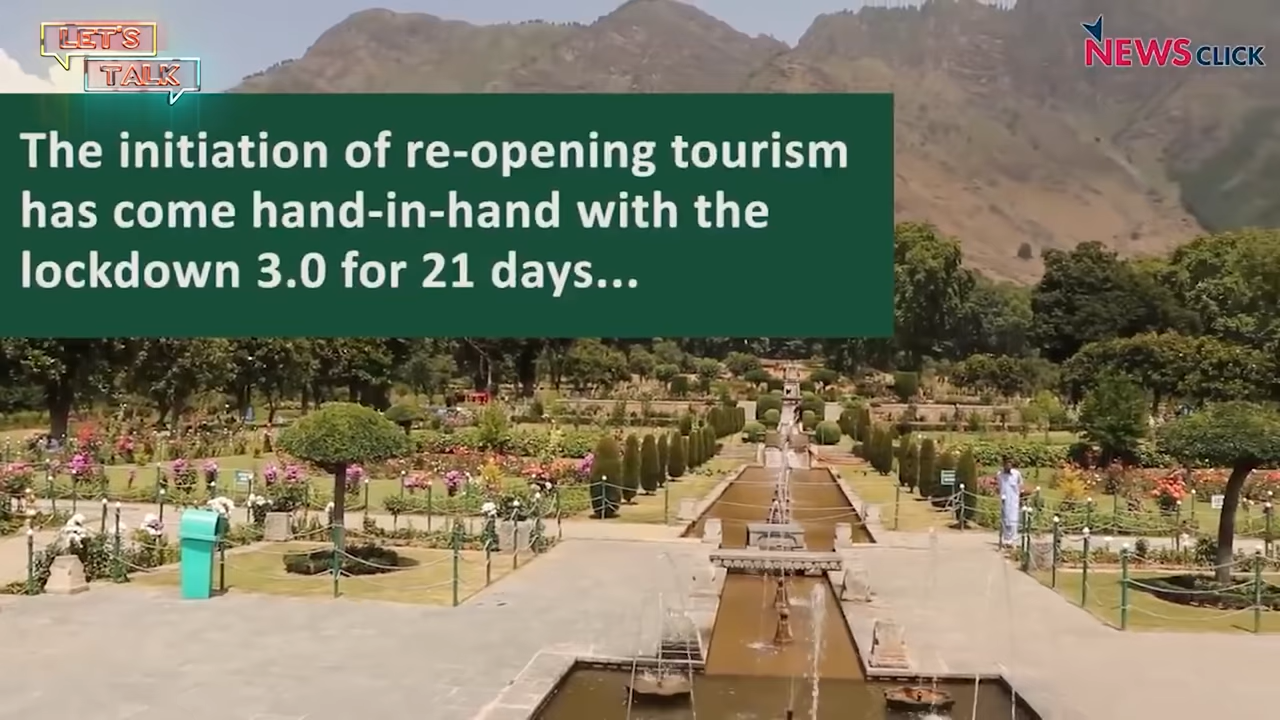 LET'S
TALK
NEWSCLICK
The initiation of re-opening tourism
has come hand-in-hand with the
lockdown 3.0 for 21 days...